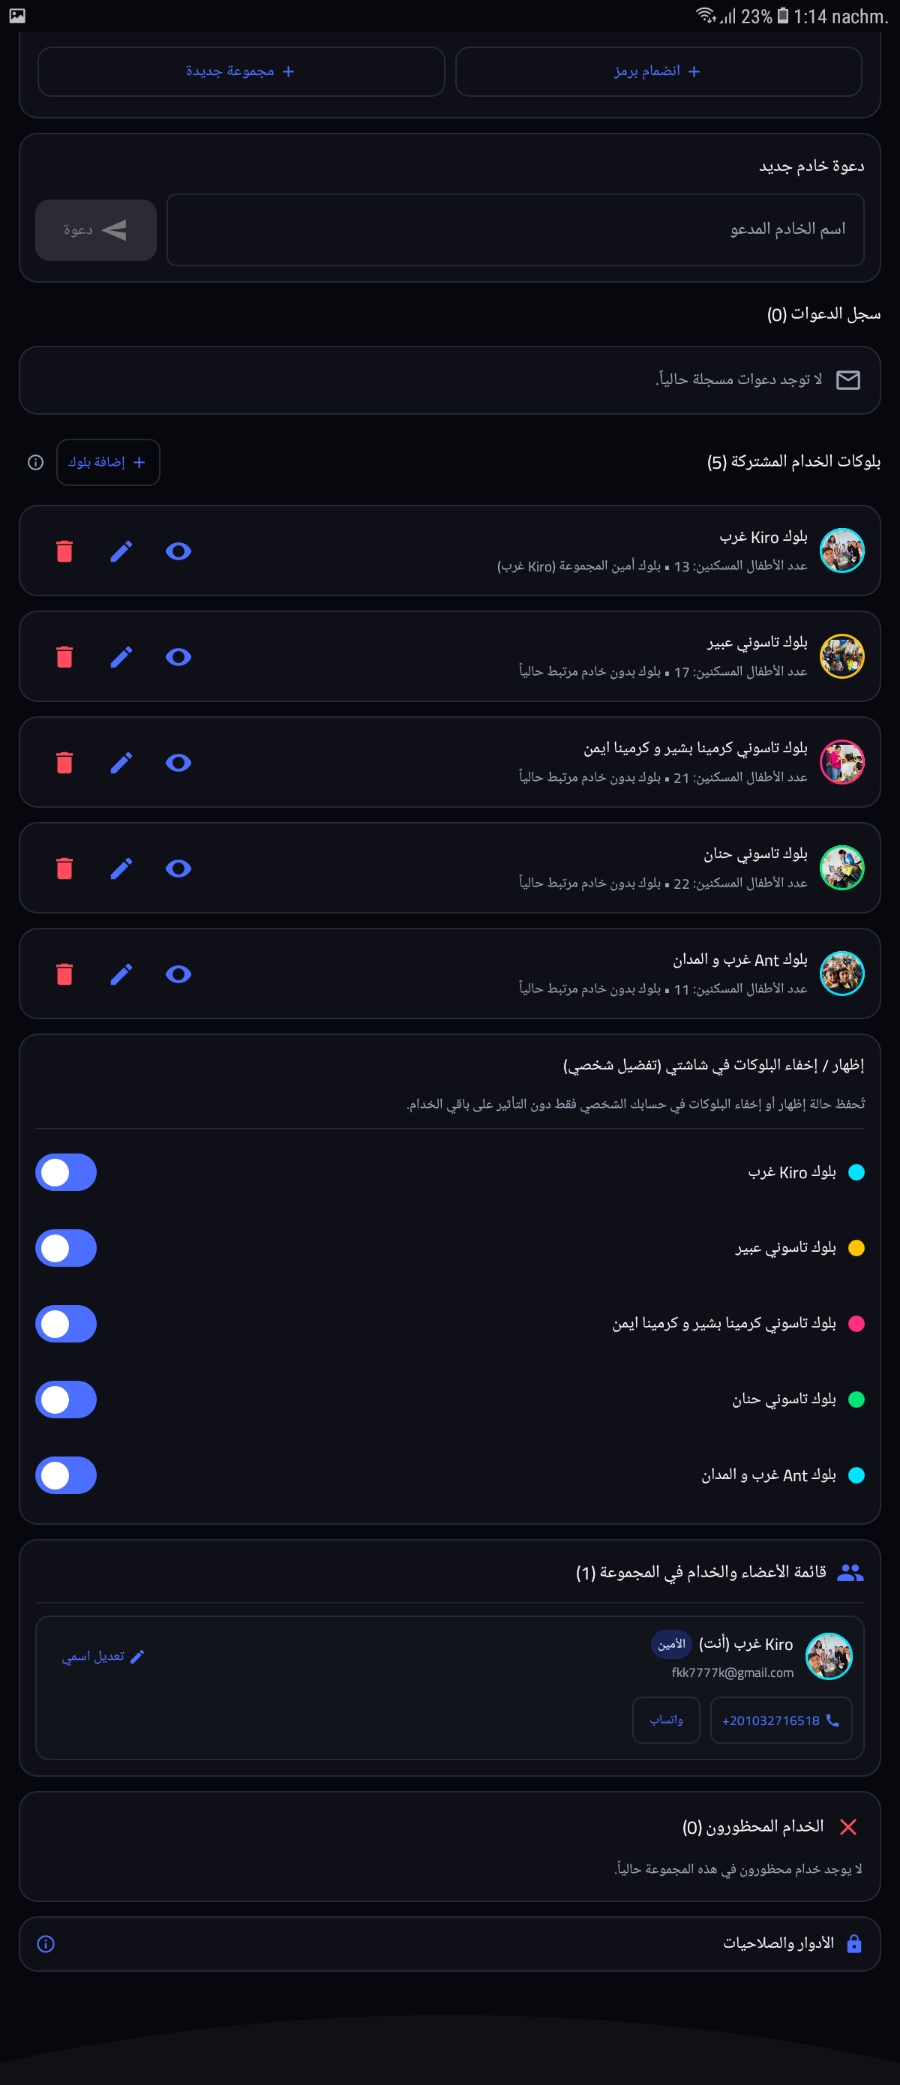 23% 1:14 nachm.
+ انضمام برمز
+ مجموعة جديدة
دعوة خادم جديد
اسم الخادم المدعو
دعوة
سجل الدعوات (0)
لا توجد دعوات مسجلة حالياً.
بلوكات الخدام المشتركة (5)
+ إضافة بلوك
بلوك Kiro غرب
عدد الأطفال المسكنين: 13 • بلوك أمين المجموعة (Kiro غرب)
بلوك تاسوني عبير
عدد الأطفال المسكنين: 17 • بلوك بدون خادم مرتبط حالياً
بلوك تاسوني كرمينا بشير و كرمينا ايمن
عدد الأطفال المسكنين: 21 • بلوك بدون خادم مرتبط حالياً
بلوك تاسوني حنان
عدد الأطفال المسكنين: 22 • بلوك بدون خادم مرتبط حالياً
بلوك Ant غرب و المدان
عدد الأطفال المسكنين: 11 • بلوك بدون خادم مرتبط حالياً
إظهار / إخفاء البلوكات في شاشتي (تفضيل شخصي)
تُحفظ حالة إظهار أو إخفاء البلوكات في حسابك الشخصي فقط دون التأثير على باقي الخدام.
بلوك Kiro غرب
بلوك تاسوني عبير
بلوك تاسوني كرمينا بشير و كرمينا ايمن
بلوك تاسوني حنان
بلوك Ant غرب و المدان
قائمة الأعضاء والخدام في المجموعة (1)
Kiro غرب (أنت) الأمين
تعديل اسمي
fkk7777k@gmail.com
+201032716518
واتساب
الخدام المحظورون (0)
لا يوجد خدام محظورون في هذه المجموعة حالياً.
الأدوار والصلاحيات